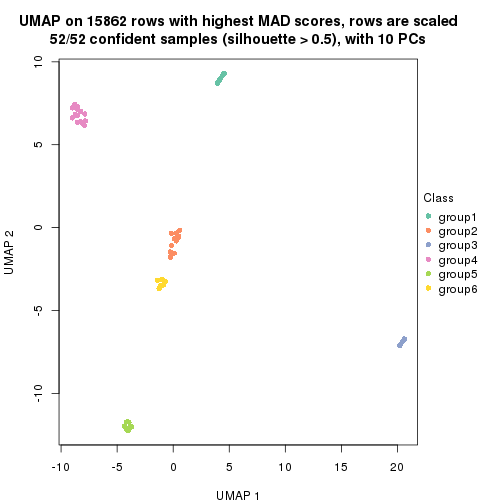 UMAP on 15862 rows with highest MAD scores, rows are scaled
52/52 confident samples (silhouette > 0.5), with 10 PCs
10
5
0
-5
-10
UMAP 2
-10
-5
0
5
10
15
20
UMAP 1
Class
group1
group2
group3
group4
group5
group6